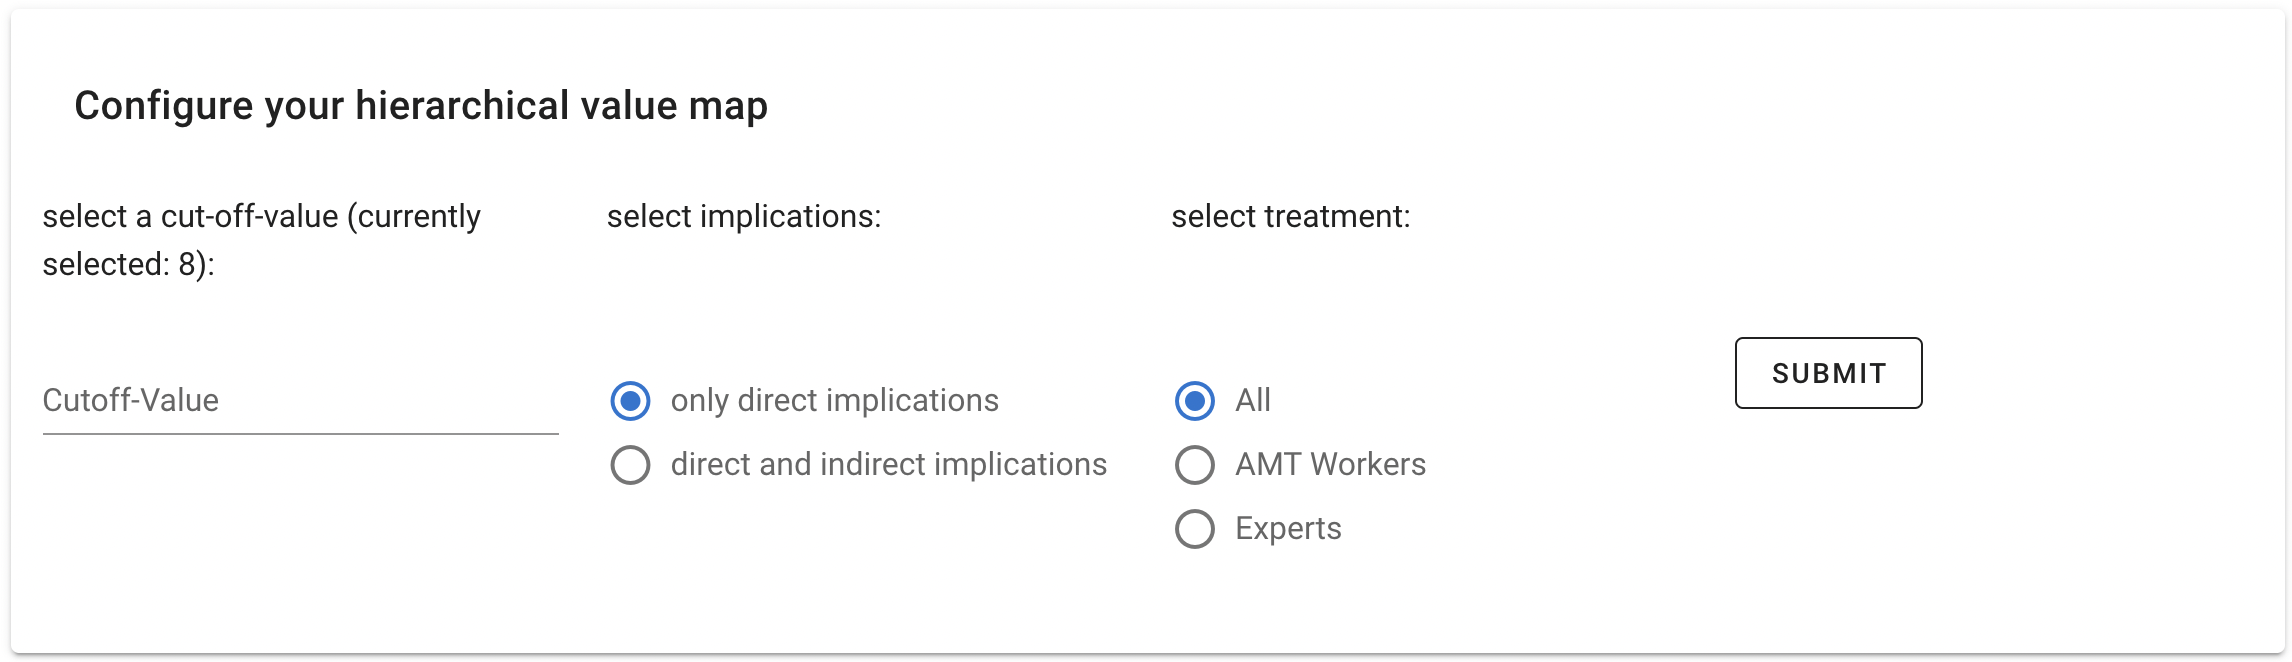 Configure your hierarchical value map
select a cut-off-value (currently
selected: 8):
Cutoff-Value
select implications:
only direct implications
direct and indirect implications
select treatment:
All
AMT Workers
Experts
SUBMIT